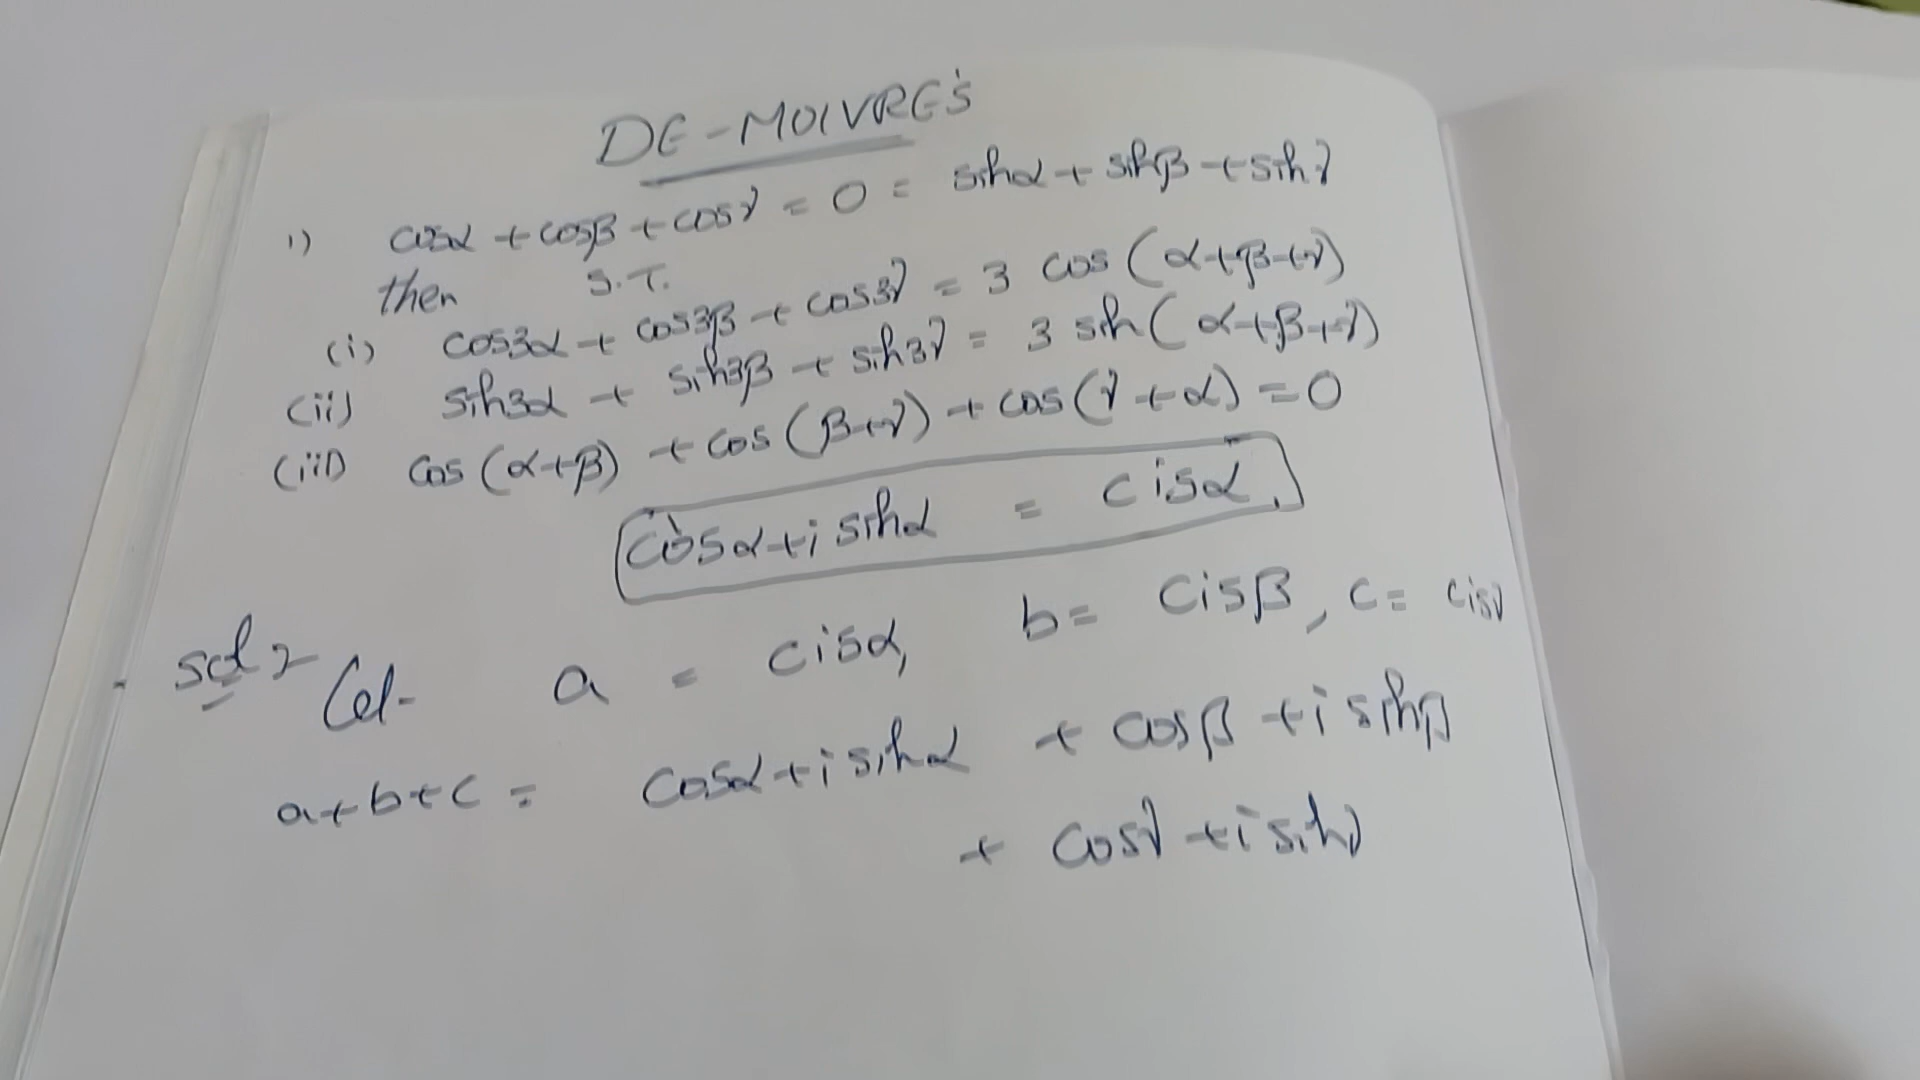 DE-MOIVRE'S
1) cosα + cosβ + cosγ = 0 = sinα + sinβ + sinγ
then S.T.
(i) cos3α + cos3β + cos3γ = 3 cos (α+β+γ)
(ii) sin3α + sin3β + sin3γ = 3 sin (α+β+γ)
(iii) cos (α+β) + cos (β+γ) + cos (γ+α) = 0
cosα+i sinα = cisα.
Sol:- Let a = cisα, b = cisβ, c = cisγ
a+b+c = cosα+i sinα + cosβ +i sinβ
+ cosγ +i sinγ